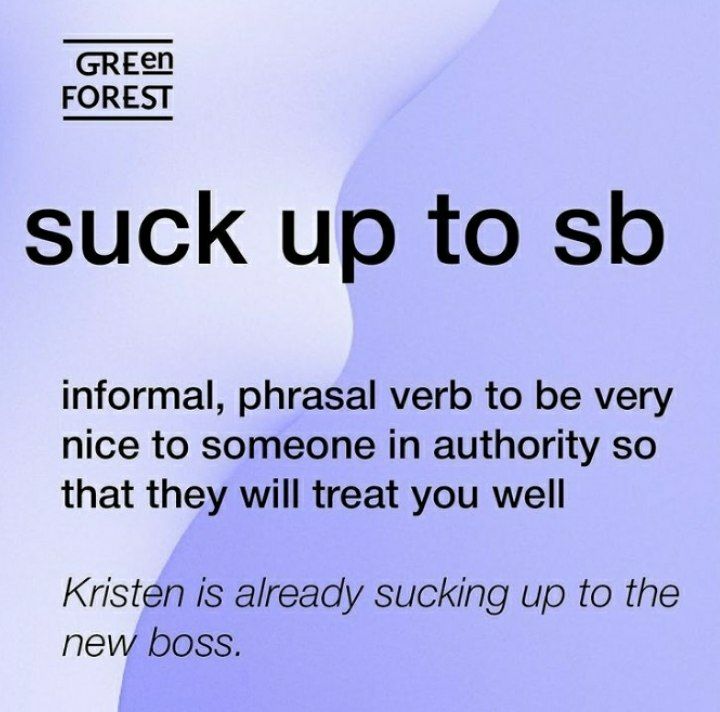 GREen
FOREST
suck up to sb
informal, phrasal verb to be very
nice to someone in authority so
that they will treat you well
Kristen is already sucking up to the
new boss.